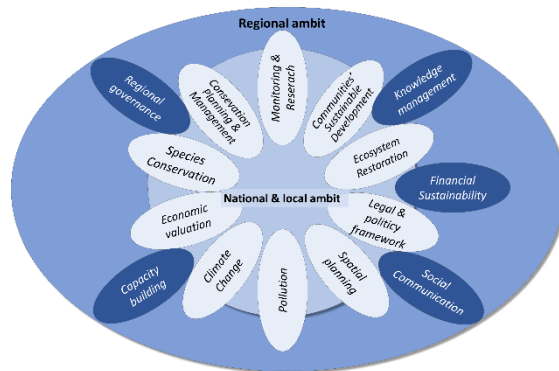 Regional ambit
Regional
governance
Consevation
planning &
Management
Monitoring &
Reserach
Communities'
Sustainable
Development
Knowledge
management
Species
Conservation
Ecosystem
Restoration
Financial
Sustainability
National & local ambit
Economic
valuation
Legal &
politicy
framework
Capacity
building
Climate
Change
Pollution
Spatial
planning
Social
Communication